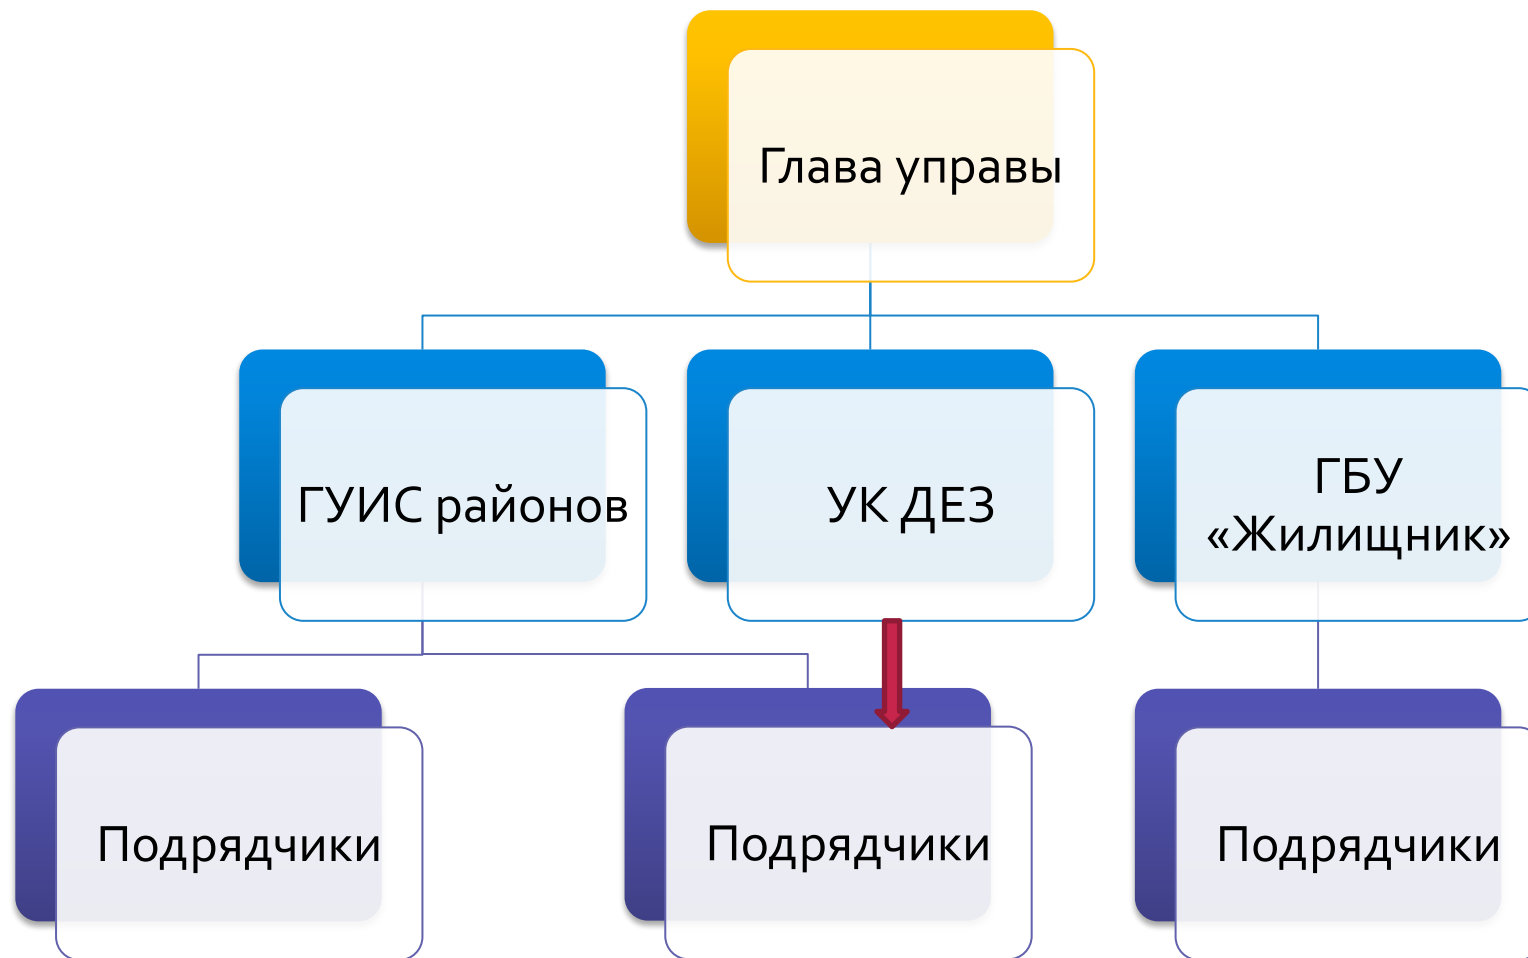 Глава управы
ГУИС районов
УК ДЕЗ
ГБУ
«Жилищник»
Подрядчики
Подрядчики
Подрядчики